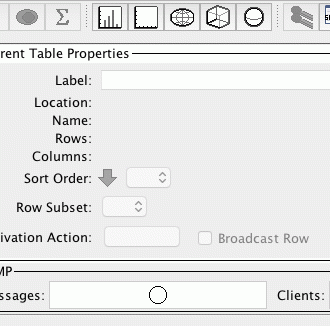 Σ
rent Table Properties
Label:
Location:
Name:
Rows:
Columns:
Sort Order:
Row Subset:
ivation Action: Broadcast Row
MP
ssages: Clients: